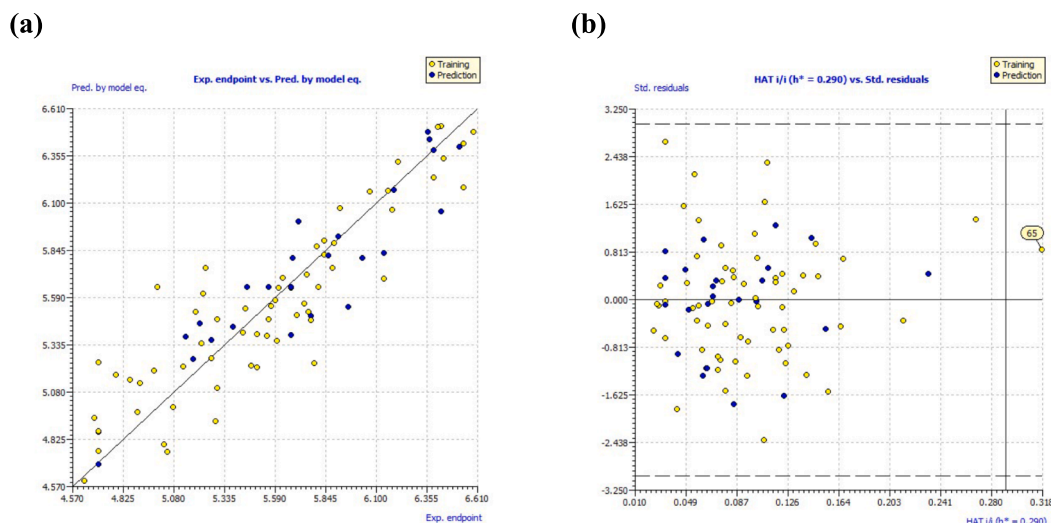 (a)
(b)
Exp. endpoint vs. Pred. by model eq.
Training
Prediction
Pred. by model eq.
6.610
6.355
6.100
5.845
5.590
5.335
5.080
4.825
4.570
4.570 4.825 5.080 5.335 5.590 5.845 6.100 6.355 6.610
Exp. endpoint
HAT i/i (h* = 0.290) vs. Std. residuals
Training
Prediction
Std. residuals
3.250
2.438
1.625
0.813
0.000
-0.813
-1.625
-2.438
-3.250
65
0.010 0.049 0.087 0.126 0.164 0.203 0.241 0.280 0.318
HAT i/i (h* = 0.290)